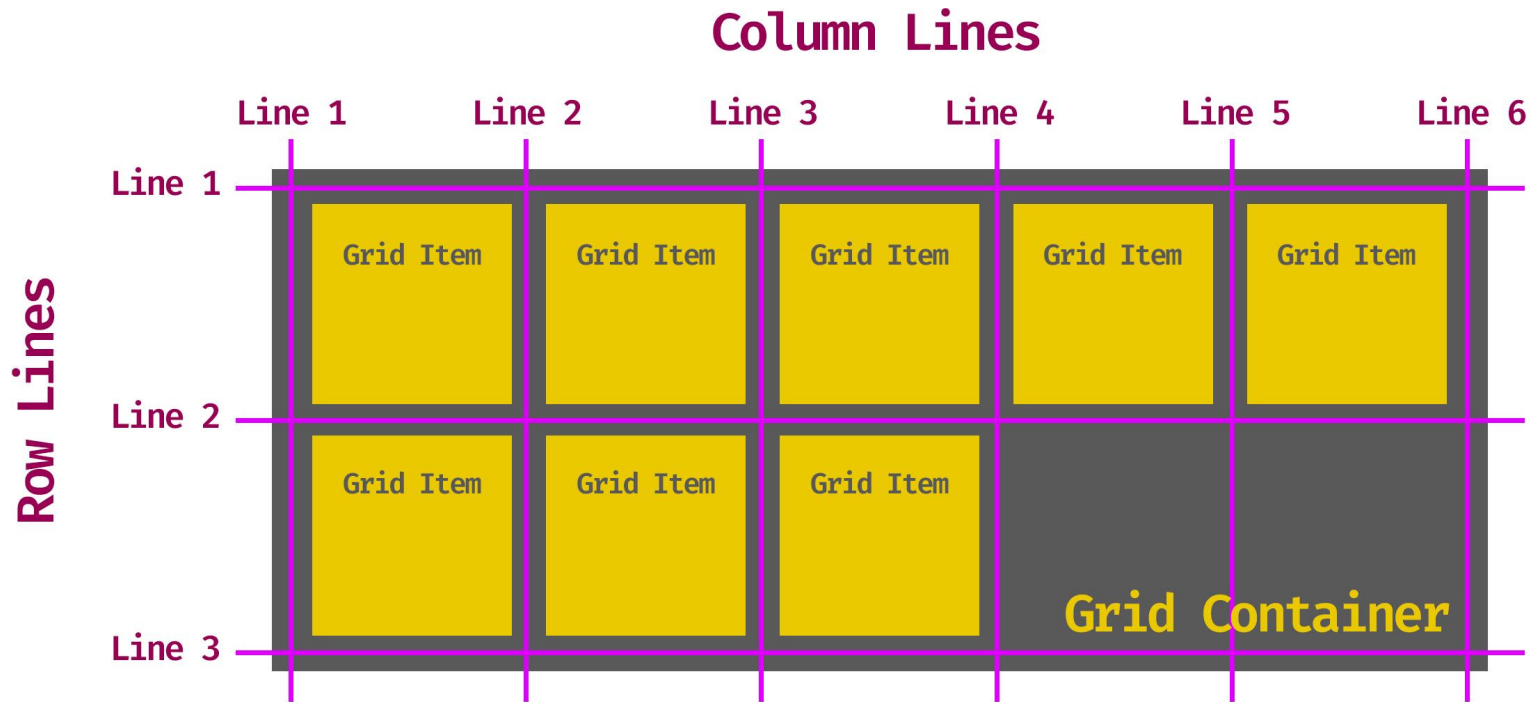 Column Lines
Line 1 Line 2 Line 3 Line 4 Line 5 Line 6
Row Lines
Line 1
Grid Item Grid Item Grid Item Grid Item Grid Item
Line 2
Grid Item Grid Item Grid Item
Grid Container
Line 3